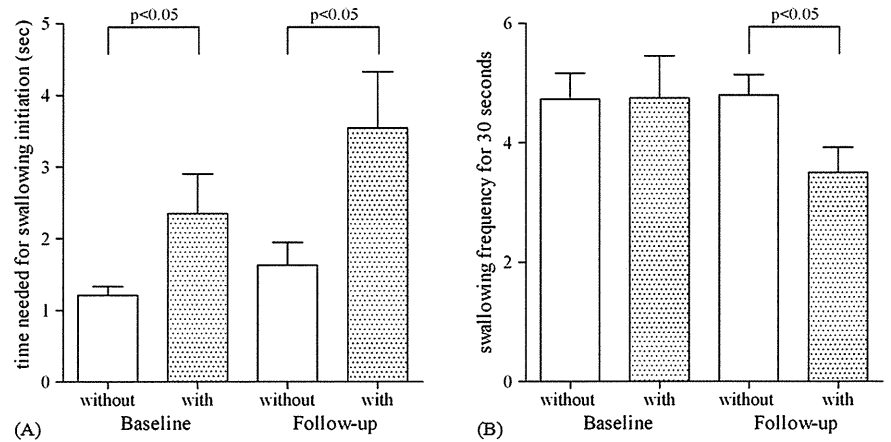 p<0.05
p<0.05
time needed for swallowing initiation (sec)
5
4
3
2
1
0
without
with
without
with
Baseline
Follow-up
(A)
p<0.05
swallowing frequency for 30 seconds
6
4
2
0
without
with
without
with
Baseline
Follow-up
(B)